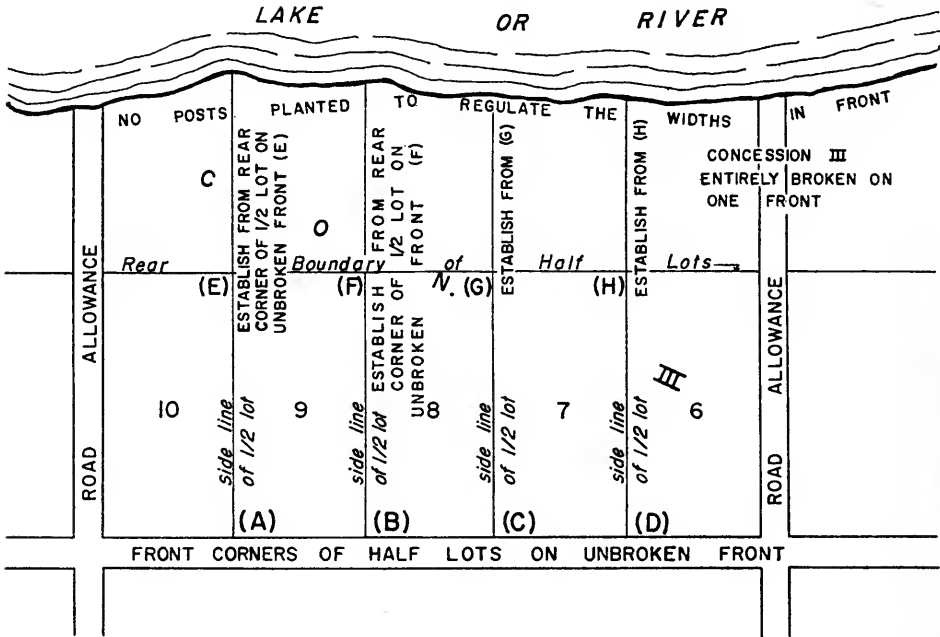 LAKE OR RIVER
NO POSTS PLANTED TO REGULATE THE WIDTHS IN FRONT
CONCESSION III
ENTIRELY BROKEN ON
ONE FRONT
C O N.
III
ESTABLISH FROM REAR
CORNER OF 1/2 LOT ON
UNBROKEN FRONT (E)
ESTABLISH FROM REAR
CORNER OF 1/2 LOT ON
UNBROKEN FRONT (F)
ESTABLISH FROM (G)
ESTABLISH FROM (H)
Rear Boundary of Half Lots
(E) (F) (G) (H)
ROAD ALLOWANCE
10 9 8 7 6
side line
of 1/2 lot
side line
of 1/2 lot
side line
of 1/2 lot
side line
of 1/2 lot
ROAD ALLOWANCE
(A) (B) (C) (D)
FRONT CORNERS OF HALF LOTS ON UNBROKEN FRONT